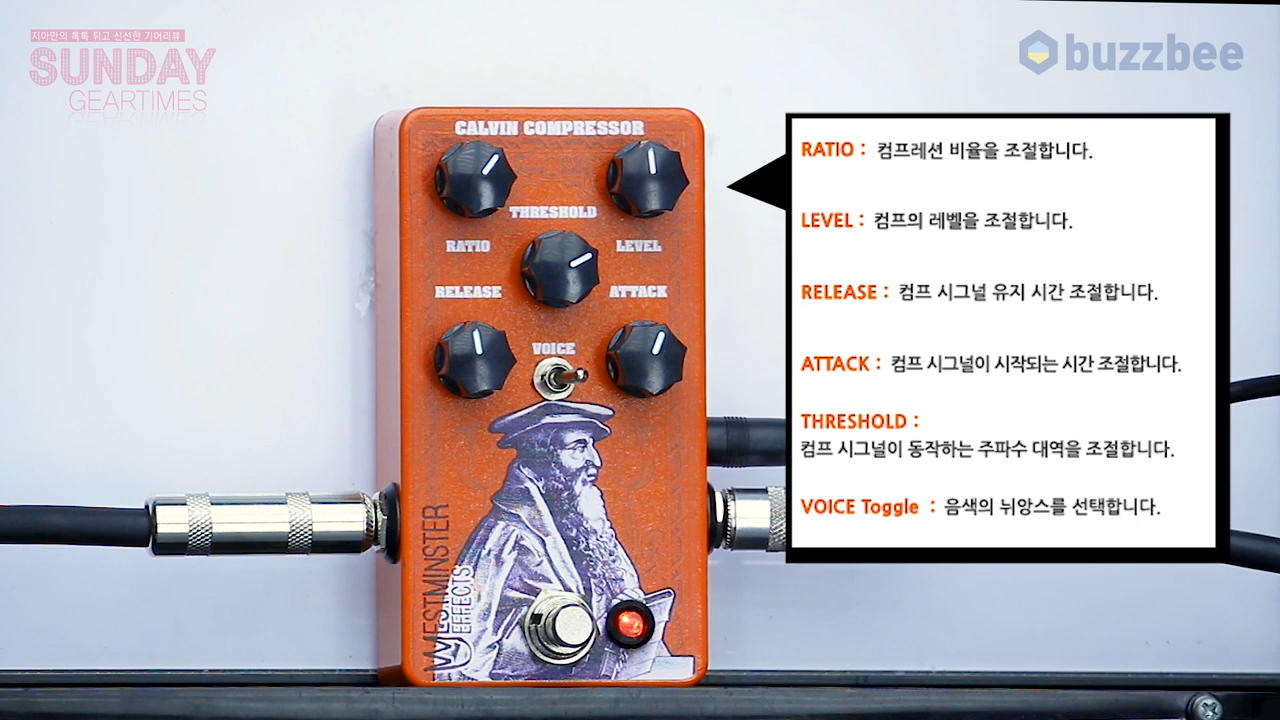 지아만의 톡톡 튀고 신선한 기어리뷰
SUNDAY
GEARTIMES
buzzbee
CALVIN COMPRESSOR
THRESHOLD
RATIO
LEVEL
RELEASE
ATTACK
VOICE
WESTMINSTER
EFFECTS
RATIO : 컴프레션 비율을 조절합니다.
LEVEL : 컴프의 레벨을 조절합니다.
RELEASE : 컴프 시그널 유지 시간 조절합니다.
ATTACK : 컴프 시그널이 시작되는 시간 조절합니다.
THRESHOLD :
컴프 시그널이 동작하는 주파수 대역을 조절합니다.
VOICE Toggle : 음색의 뉘앙스를 선택합니다.